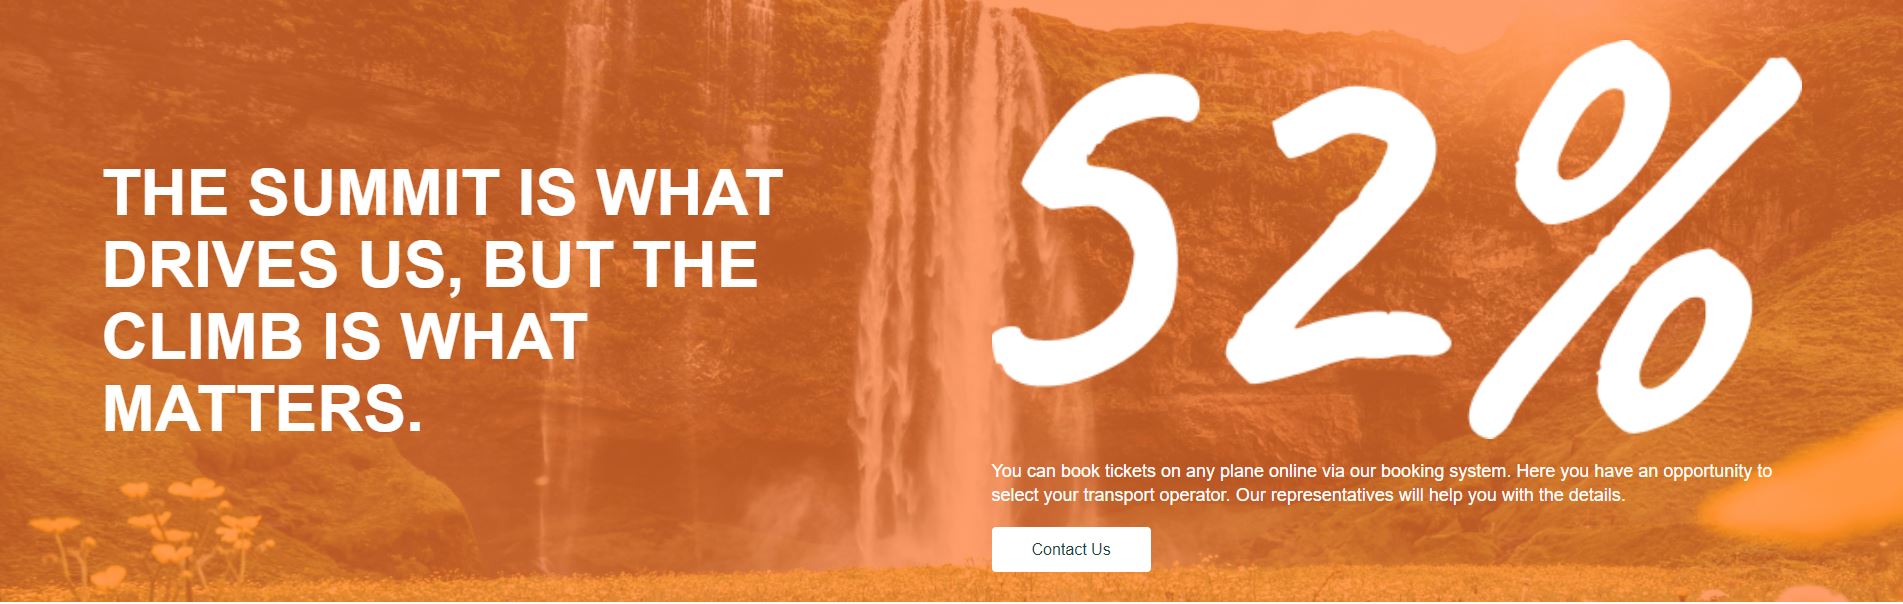 THE SUMMIT IS WHAT
DRIVES US, BUT THE
CLIMB IS WHAT
MATTERS.
52%
You can book tickets on any plane online via our booking system. Here you have an opportunity to
select your transport operator. Our representatives will help you with the details.
Contact Us